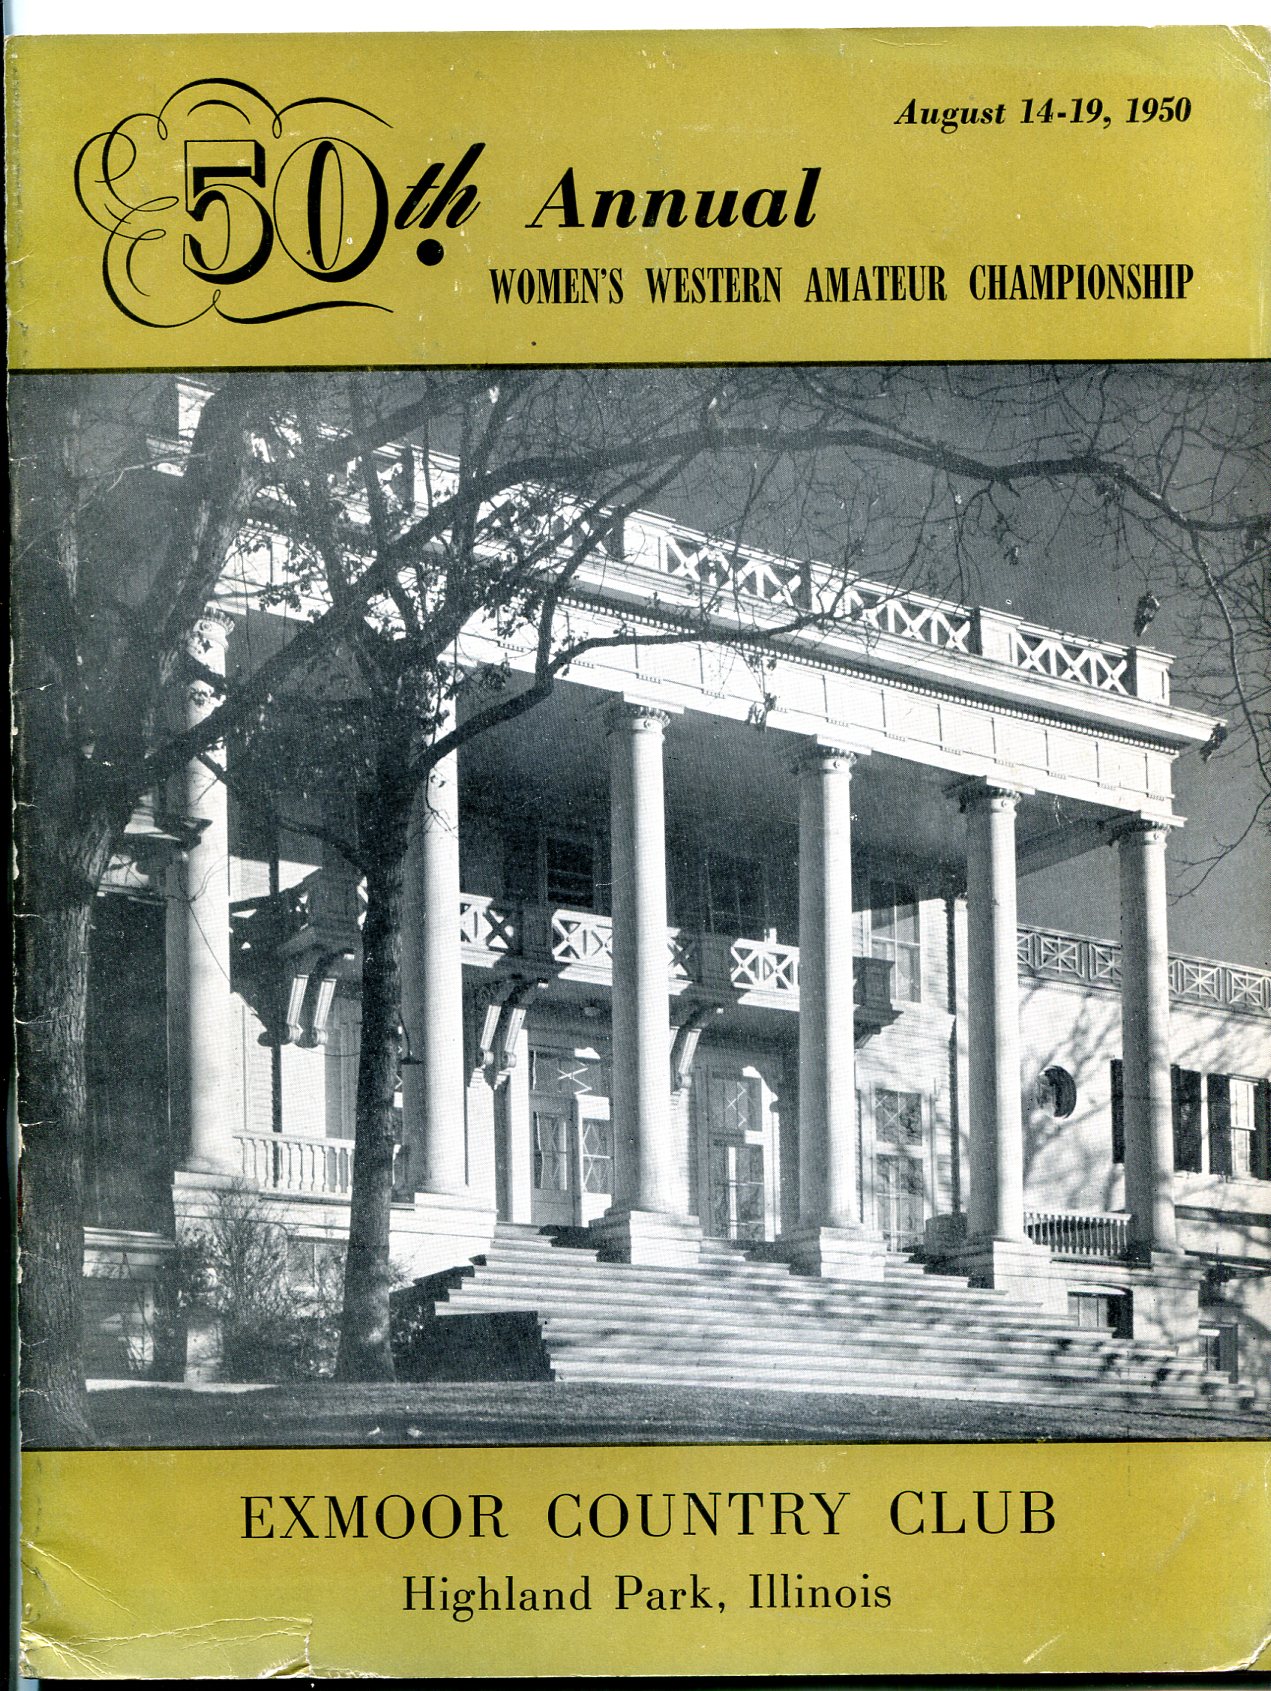 August 14-19, 1950
50th Annual
WOMEN'S WESTERN AMATEUR CHAMPIONSHIP
EXMOOR COUNTRY CLUB
Highland Park, Illinois